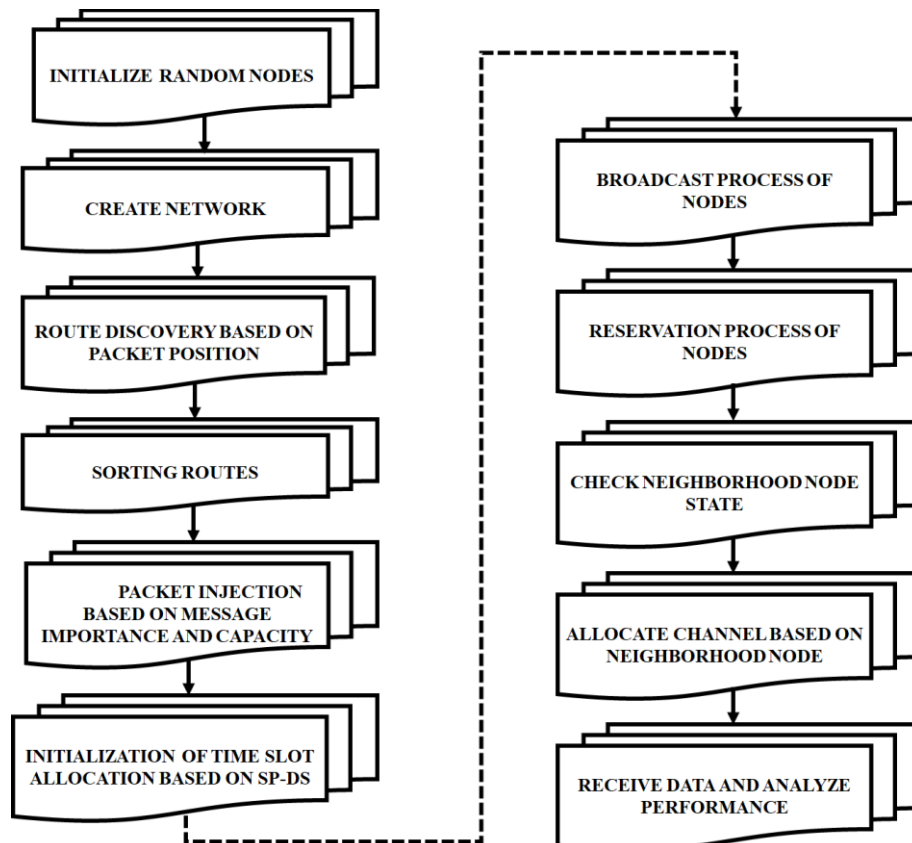 INITIALIZE RANDOM NODES
CREATE NETWORK
ROUTE DISCOVERY BASED ON
PACKET POSITION
SORTING ROUTES
PACKET INJECTION
BASED ON MESSAGE
IMPORTANCE AND CAPACITY
INITIALIZATION OF TIME SLOT
ALLOCATION BASED ON SP-DS
BROADCAST PROCESS OF
NODES
RESERVATION PROCESS OF
NODES
CHECK NEIGHBORHOOD NODE
STATE
ALLOCATE CHANNEL BASED ON
NEIGHBORHOOD NODE
RECEIVE DATA AND ANALYZE
PERFORMANCE